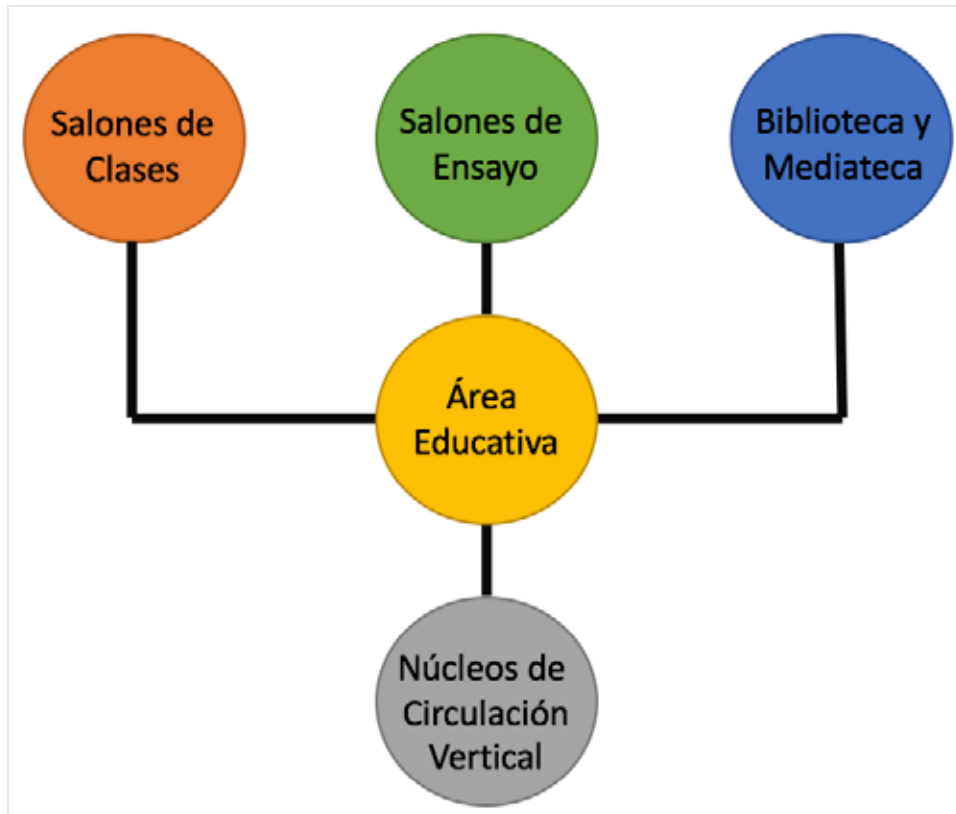 Salones de
Clases
Salones de
Ensayo
Biblioteca y
Mediateca
Área
Educativa
Núcleos de
Circulación
Vertical